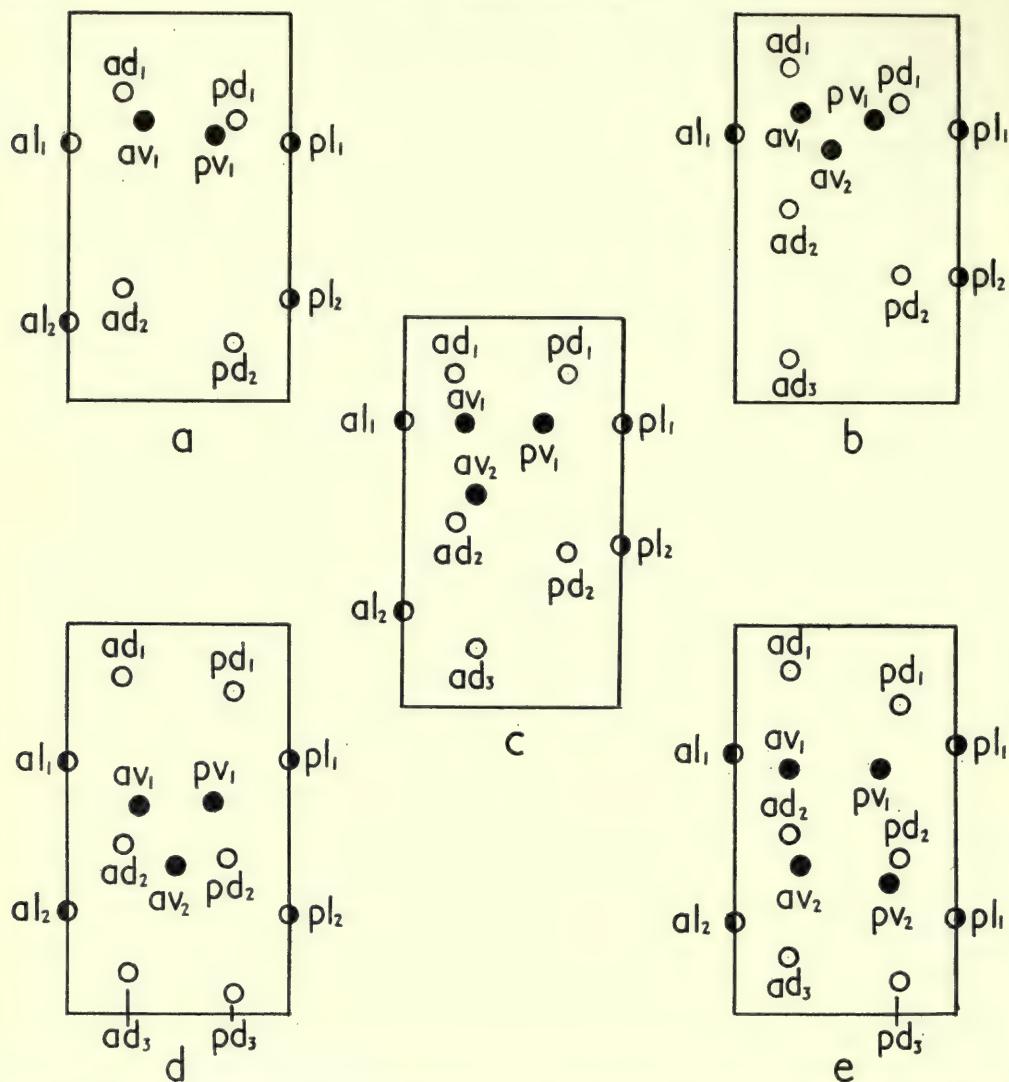 ad₁
pd₁
al₁
av₁
pv₁
pl₁
al₂
ad₂
pl₂
pd₂
a
ad₁
pv₁
pd₁
al₁
av₁
pl₁
av₂
ad₂
pl₂
pd₂
ad₃
b
ad₁
pd₁
al₁
av₁
pv₁
pl₁
av₂
ad₂
pl₂
pd₂
al₂
ad₃
c
ad₁
pd₁
al₁
av₁
pv₁
pl₁
ad₂
av₂
pd₂
al₂
pl₂
ad₃
pd₃
d
ad₁
pd₁
al₁
av₁
pl₁
pv₁
ad₂
pd₂
av₂
pv₂
al₂
pl₁
ad₃
pd₃
e